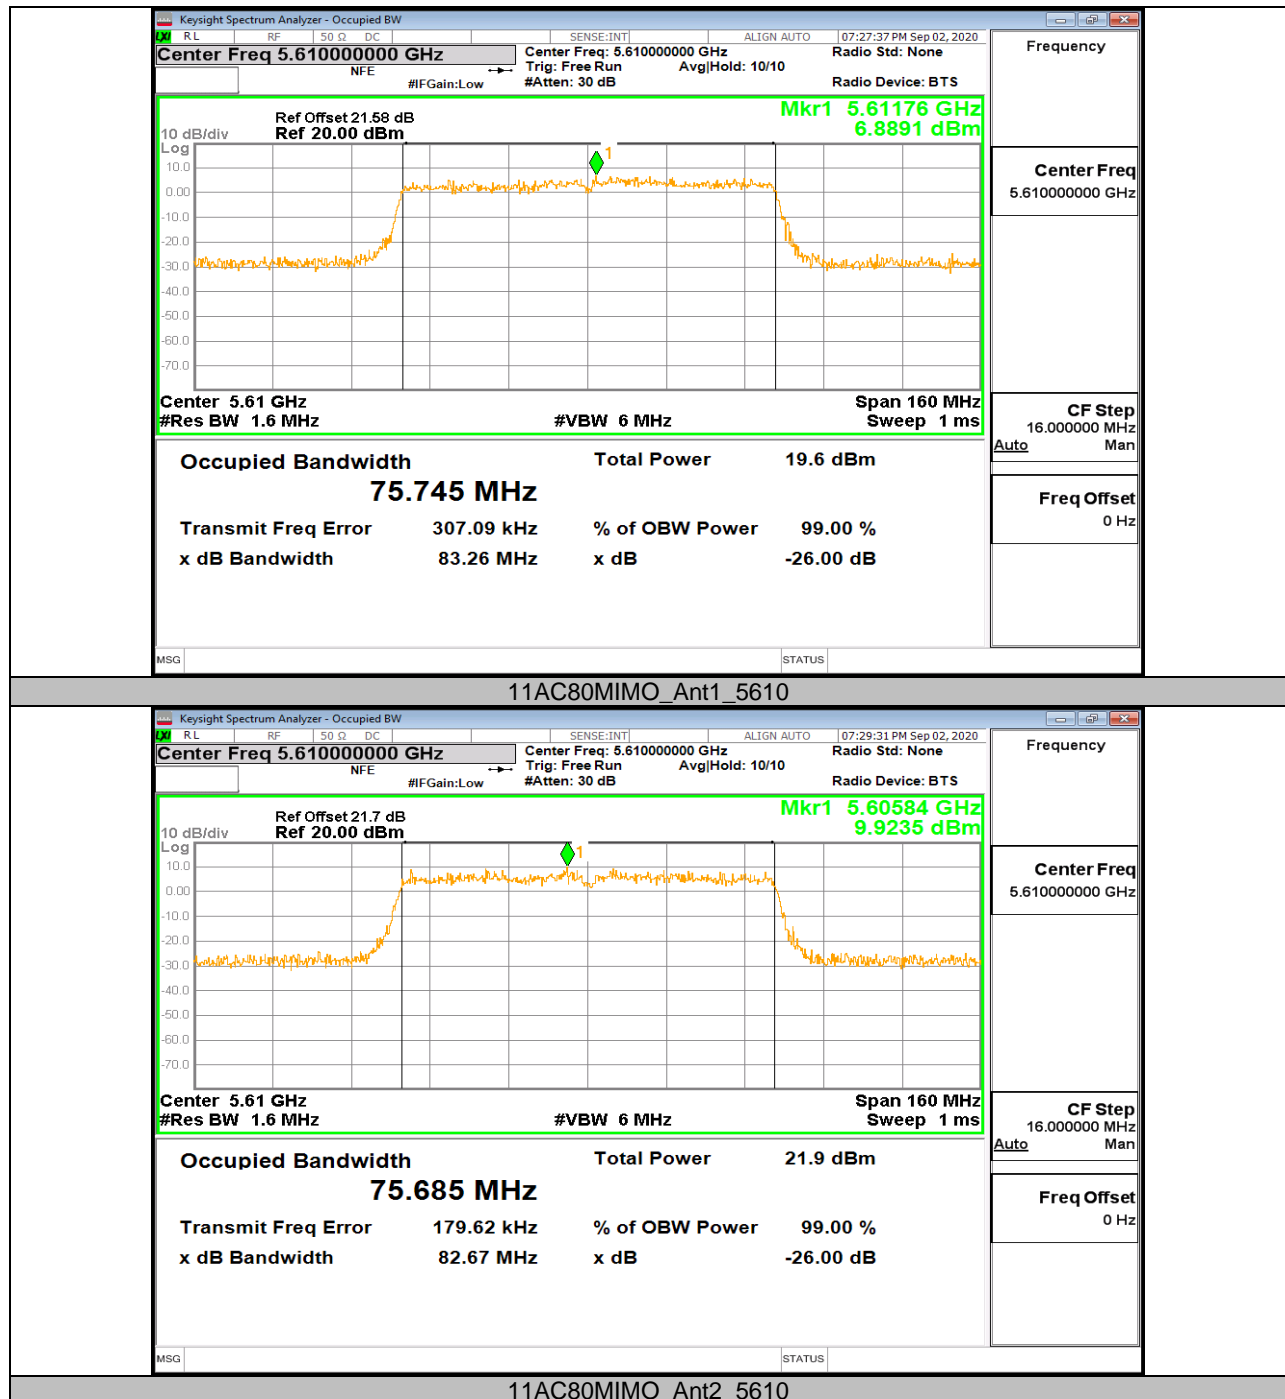 Keysight Spectrum Analyzer - Occupied BW
LXI RL RF 50 Ω DC SENSE:INT ALIGN AUTO 07:27:37 PM Sep 02, 2020
Center Freq 5.610000000 GHz Center Freq: 5.610000000 GHz Radio Std: None Frequency
NFE Trig: Free Run Avg|Hold: 10/10
#IFGain:Low #Atten: 30 dB Radio Device: BTS
Mkr1 5.61176 GHz
Ref Offset 21.58 dB
10 dB/div Ref 20.00 dBm 6.8891 dBm
Log
1
10.0
0.00
-10.0
-20.0
-30.0
-40.0
-50.0
-60.0
-70.0
Center Freq
5.610000000 GHz
Center 5.61 GHz Span 160 MHz
#Res BW 1.6 MHz #VBW 6 MHz Sweep 1 ms
CF Step
16.000000 MHz
Auto Man
Occupied Bandwidth Total Power 19.6 dBm
75.745 MHz
Freq Offset
0 Hz
Transmit Freq Error 307.09 kHz % of OBW Power 99.00 %
x dB Bandwidth 83.26 MHz x dB -26.00 dB
MSG STATUS
11AC80MIMO_Ant1_5610
Keysight Spectrum Analyzer - Occupied BW
LXI RL RF 50 Ω DC SENSE:INT ALIGN AUTO 07:29:31 PM Sep 02, 2020
Center Freq 5.610000000 GHz Center Freq: 5.610000000 GHz Radio Std: None Frequency
NFE Trig: Free Run Avg|Hold: 10/10
#IFGain:Low #Atten: 30 dB Radio Device: BTS
Mkr1 5.60584 GHz
Ref Offset 21.7 dB
10 dB/div Ref 20.00 dBm 9.9235 dBm
Log
1
10.0
0.00
-10.0
-20.0
-30.0
-40.0
-50.0
-60.0
-70.0
Center Freq
5.610000000 GHz
Center 5.61 GHz Span 160 MHz
#Res BW 1.6 MHz #VBW 6 MHz Sweep 1 ms
CF Step
16.000000 MHz
Auto Man
Occupied Bandwidth Total Power 21.9 dBm
75.685 MHz
Freq Offset
0 Hz
Transmit Freq Error 179.62 kHz % of OBW Power 99.00 %
x dB Bandwidth 82.67 MHz x dB -26.00 dB
MSG STATUS
11AC80MIMO_Ant2_5610